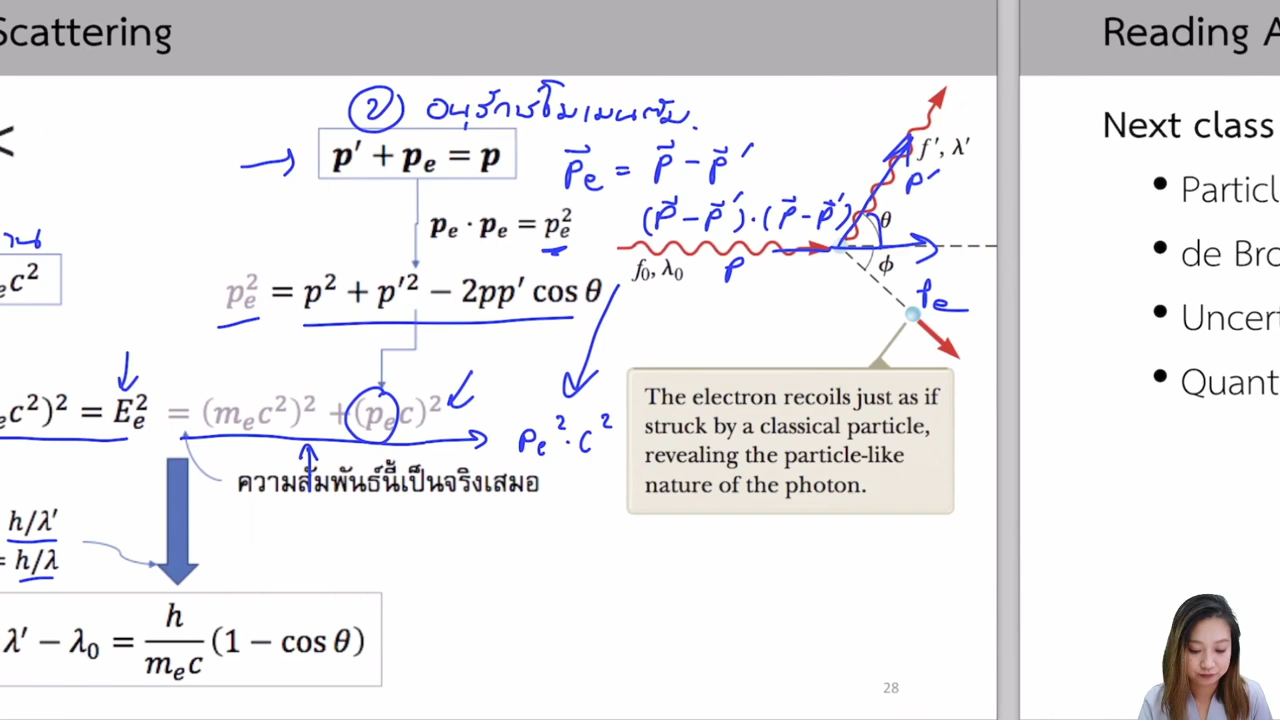 Scattering
② อนุรักษ์โมเมนตัม.
p′ + pₑ = p
p⃗ₑ = p⃗ − p⃗′
pₑ · pₑ = pₑ²
(p⃗ − p⃗′)·(p⃗ − p⃗′)
f′, λ′
p′
θ
f₀, λ₀
p
ϕ
pₑ
ₑc²
pₑ² = p² + p′² − 2pp′ cos θ
ₑc²)² = Eₑ² = (mₑc²)² + (pₑc)²
pₑ²·c²
ความสัมพันธ์นี้เป็นจริงเสมอ
h/λ′
= h/λ
λ′ − λ₀ = h/mₑc (1 − cos θ)
The electron recoils just as if
struck by a classical particle,
revealing the particle-like
nature of the photon.
28
Reading A
Next class
• Particl
• de Bro
• Uncert
• Quant